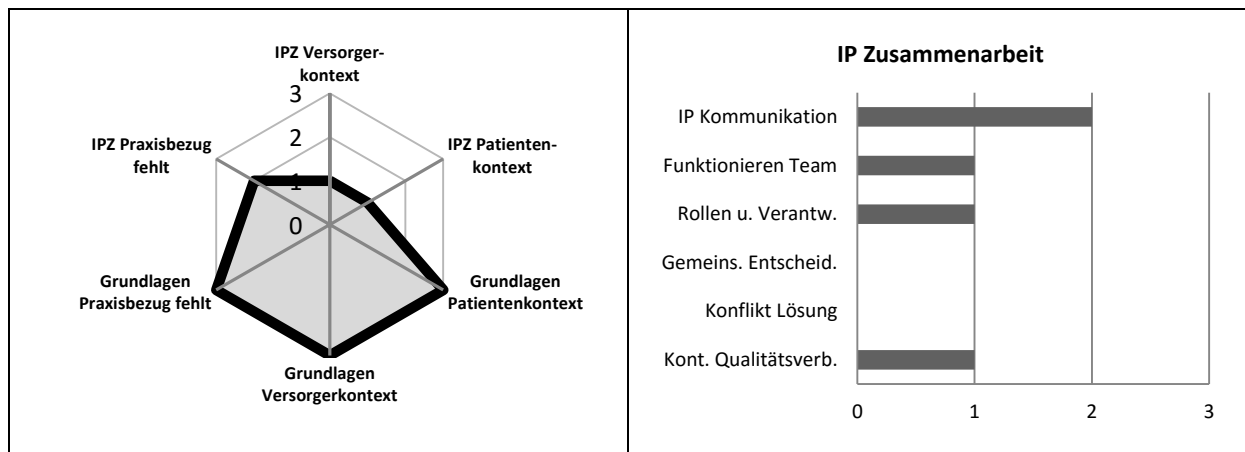 IPZ Versorger-
kontext
3
2
1
0
IPZ Patienten-
kontext
Grundlagen
Patientenkontext
Grundlagen
Versorgerkontext
Grundlagen
Praxisbezug fehlt
IPZ Praxisbezug
fehlt
IP Zusammenarbeit
IP Kommunikation
Funktionieren Team
Rollen u. Verantw.
Gemeins. Entscheid.
Konflikt Lösung
Kont. Qualitätsverb.
0 1 2 3